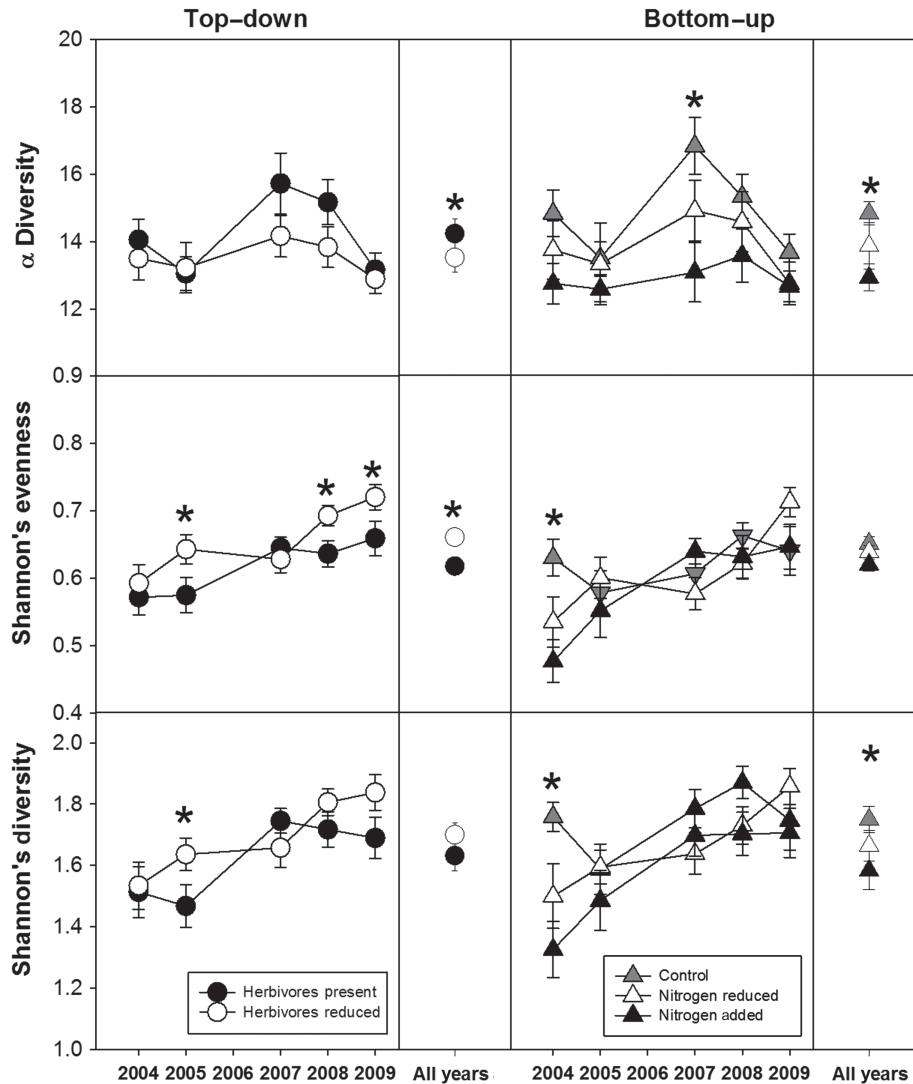 Top–down Bottom–up
α Diversity
20
18
16
14
12
* * *
Shannon's evenness
0.9
0.8
0.7
0.6
0.5
0.4
* * * * *
Shannon's diversity
2.0
1.8
1.6
1.4
1.2
1.0
* * *
*
Herbivores present
Herbivores reduced
Control
Nitrogen reduced
Nitrogen added
2004 2005 2006 2007 2008 2009 All years 2004 2005 2006 2007 2008 2009 All years